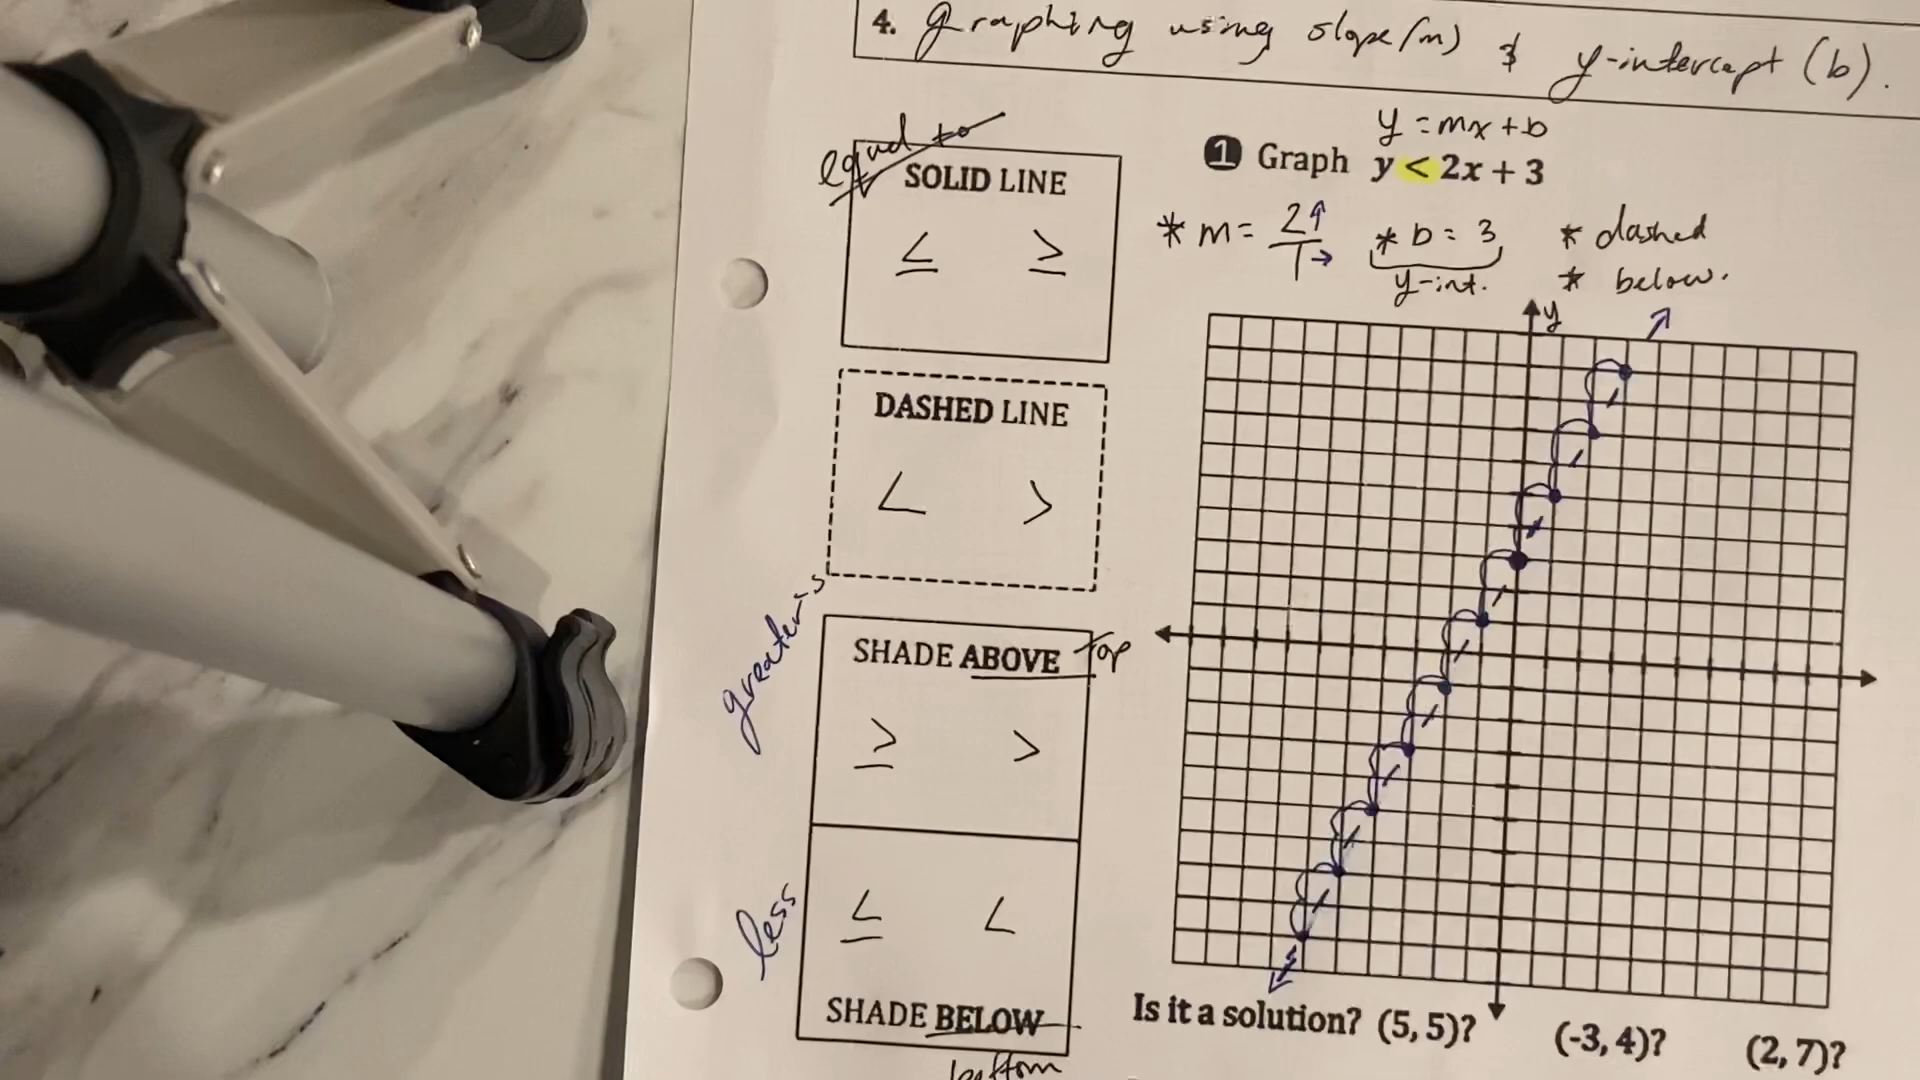 4. graphing using slope (m) & y-intercept (b).
equal to
SOLID LINE
≤ ≥
DASHED LINE
< >
greater is
SHADE ABOVE top
≥ >
less
≤ <
SHADE BELOW
bottom
y = mx + b
1 Graph y < 2x + 3
* m = 2↑/1→ * b = 3 * dashed
y-int. * below.
y
Is it a solution? (5, 5)? (-3, 4)? (2, 7)?